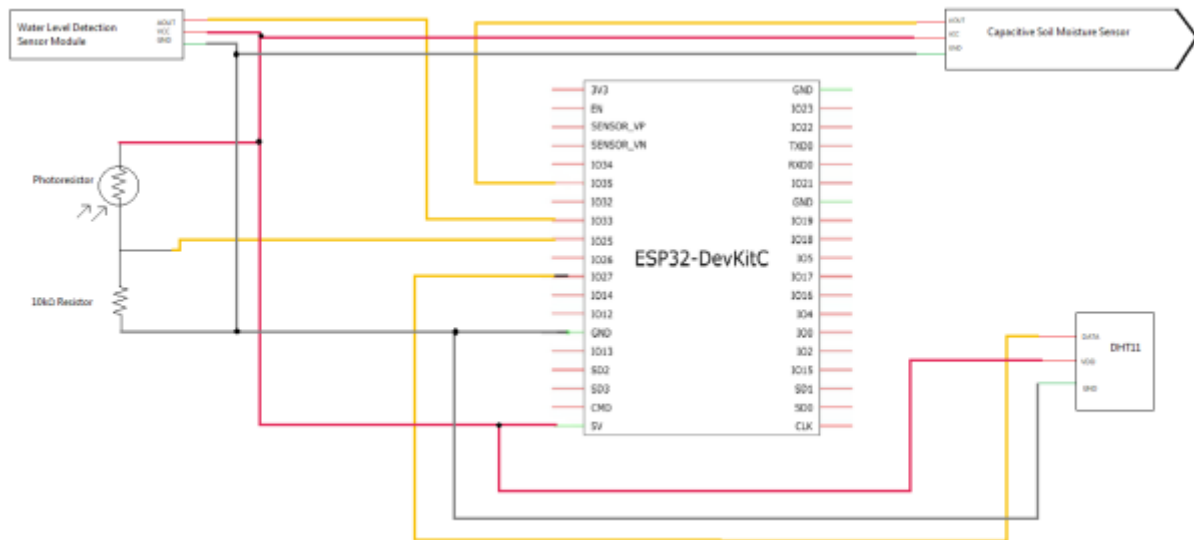 Water Level Detection
Sensor Module
AOUT
VCC
GND
AOUT
VCC
GND
Capacitive Soil Moisture Sensor
Photoresistor
10kΩ Resistor
ESP32-DevKitC
3V3
EN
SENSOR_VP
SENSOR_VN
IO34
IO35
IO32
IO33
IO25
IO26
IO27
IO14
IO12
GND
IO13
SD2
SD3
CMD
5V
GND
IO23
IO22
TXD0
RXD0
IO21
GND
IO19
IO18
IO5
IO17
IO16
IO4
IO0
IO2
IO15
SD1
SD0
CLK
DATA
VDD
GND
DHT11